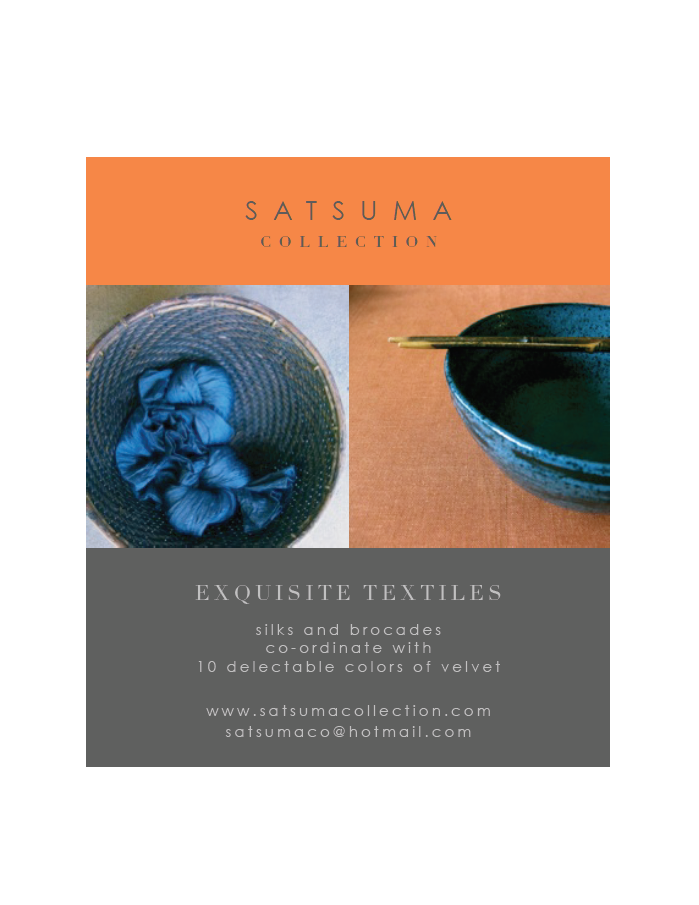 SATSUMA
COLLECTION
EXQUISITE TEXTILES
silks and brocades
co-ordinate with
10 delectable colors of velvet
www.satsumacollection.com
satsumaco@hotmail.com